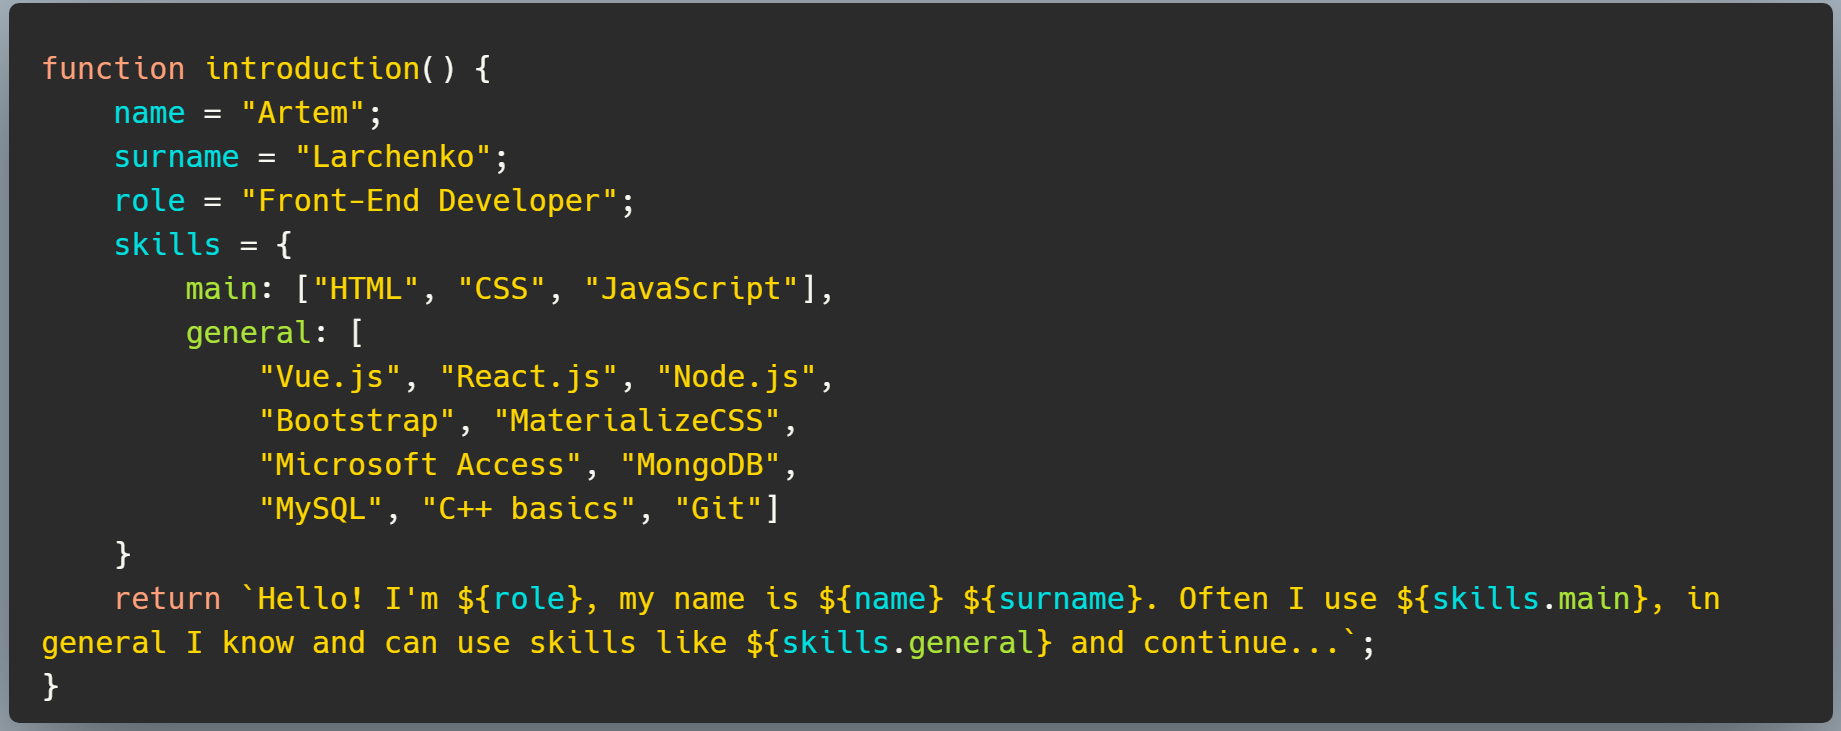 function introduction() {
    name = "Artem";
    surname = "Larchenko";
    role = "Front-End Developer";
    skills = {
        main: ["HTML", "CSS", "JavaScript"],
        general: [
            "Vue.js", "React.js", "Node.js",
            "Bootstrap", "MaterializeCSS",
            "Microsoft Access", "MongoDB",
            "MySQL", "C++ basics", "Git"]
    }
    return `Hello! I'm ${role}, my name is ${name} ${surname}. Often I use ${skills.main}, in
general I know and can use skills like ${skills.general} and continue...`;
}